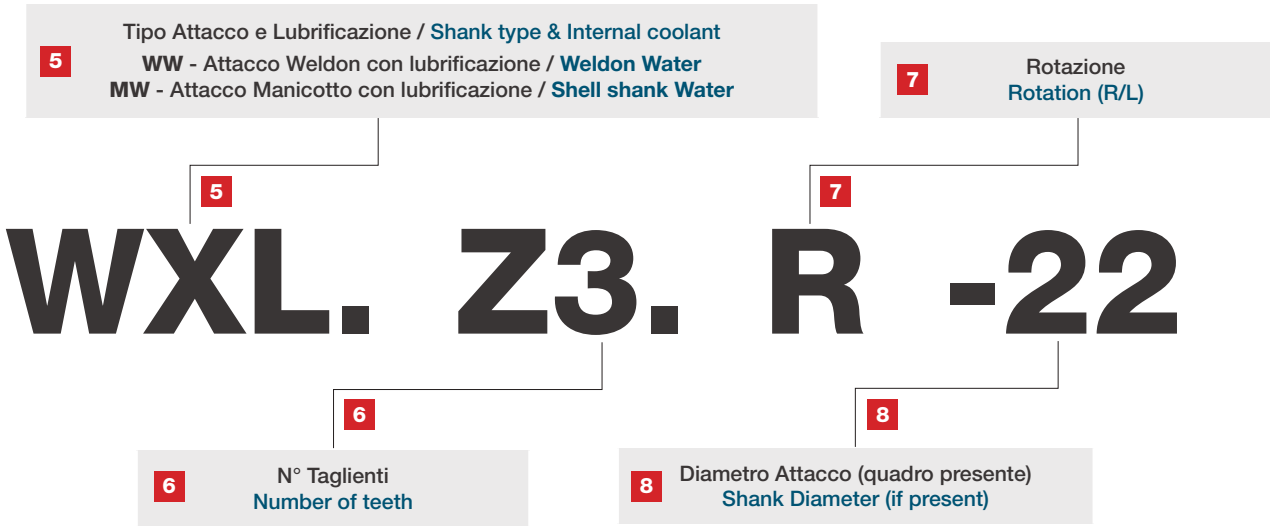 5
Tipo Attacco e Lubrificazione / Shank type & Internal coolant
WW - Attacco Weldon con lubrificazione / Weldon Water
MW - Attacco Manicotto con lubrificazione / Shell shank Water
7
Rotazione
Rotation (R/L)
5
7
WXL. Z3. R -22
6
8
6
N° Taglienti
Number of teeth
8
Diametro Attacco (quadro presente)
Shank Diameter (if present)